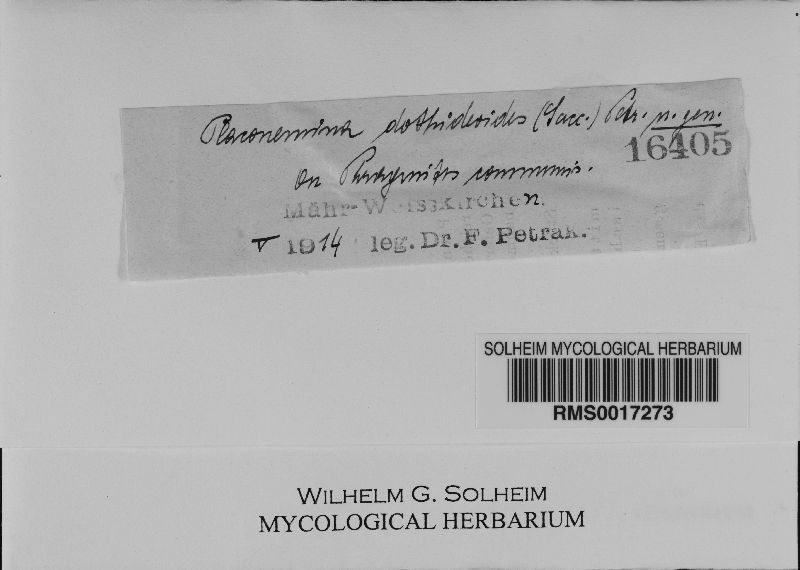 Placonemina dothideoides (Sacc.) Petr. n. gen.
16405
On Phragmites communis.
Mähr-Weisskirchen.
V 1914 leg. Dr. F. Petrak.
SOLHEIM MYCOLOGICAL HERBARIUM
RMS0017273
WILHELM G. SOLHEIM
MYCOLOGICAL HERBARIUM